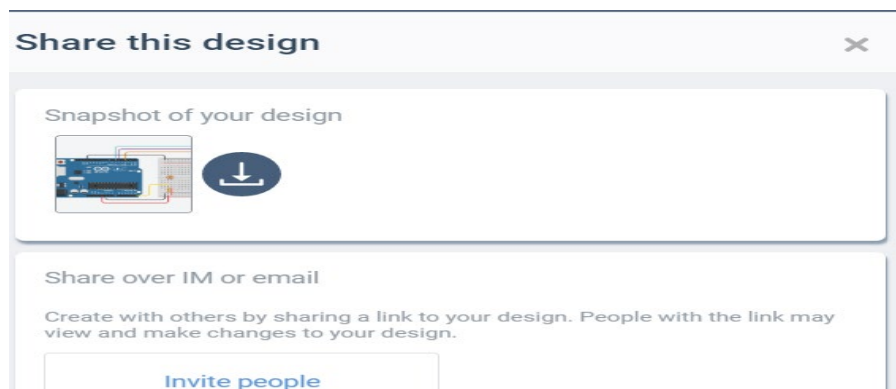 Share this design
Snapshot of your design
Share over IM or email
Create with others by sharing a link to your design. People with the link may
view and make changes to your design.
Invite people